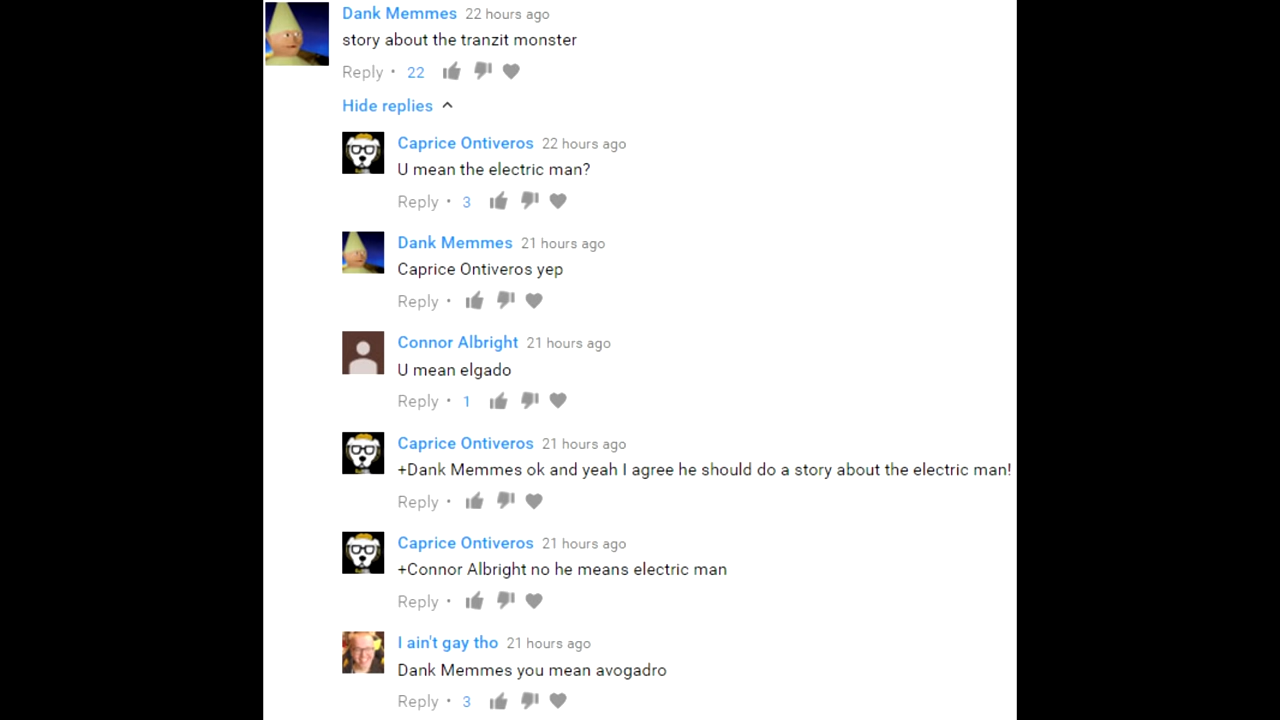 Dank Memmes 22 hours ago
story about the tranzit monster
Reply • 22
Hide replies
Caprice Ontiveros 22 hours ago
U mean the electric man?
Reply • 3
Dank Memmes 21 hours ago
Caprice Ontiveros yep
Reply •
Connor Albright 21 hours ago
U mean elgado
Reply • 1
Caprice Ontiveros 21 hours ago
+Dank Memmes ok and yeah I agree he should do a story about the electric man!
Reply •
Caprice Ontiveros 21 hours ago
+Connor Albright no he means electric man
Reply •
I ain't gay tho 21 hours ago
Dank Memmes you mean avogadro
Reply • 3